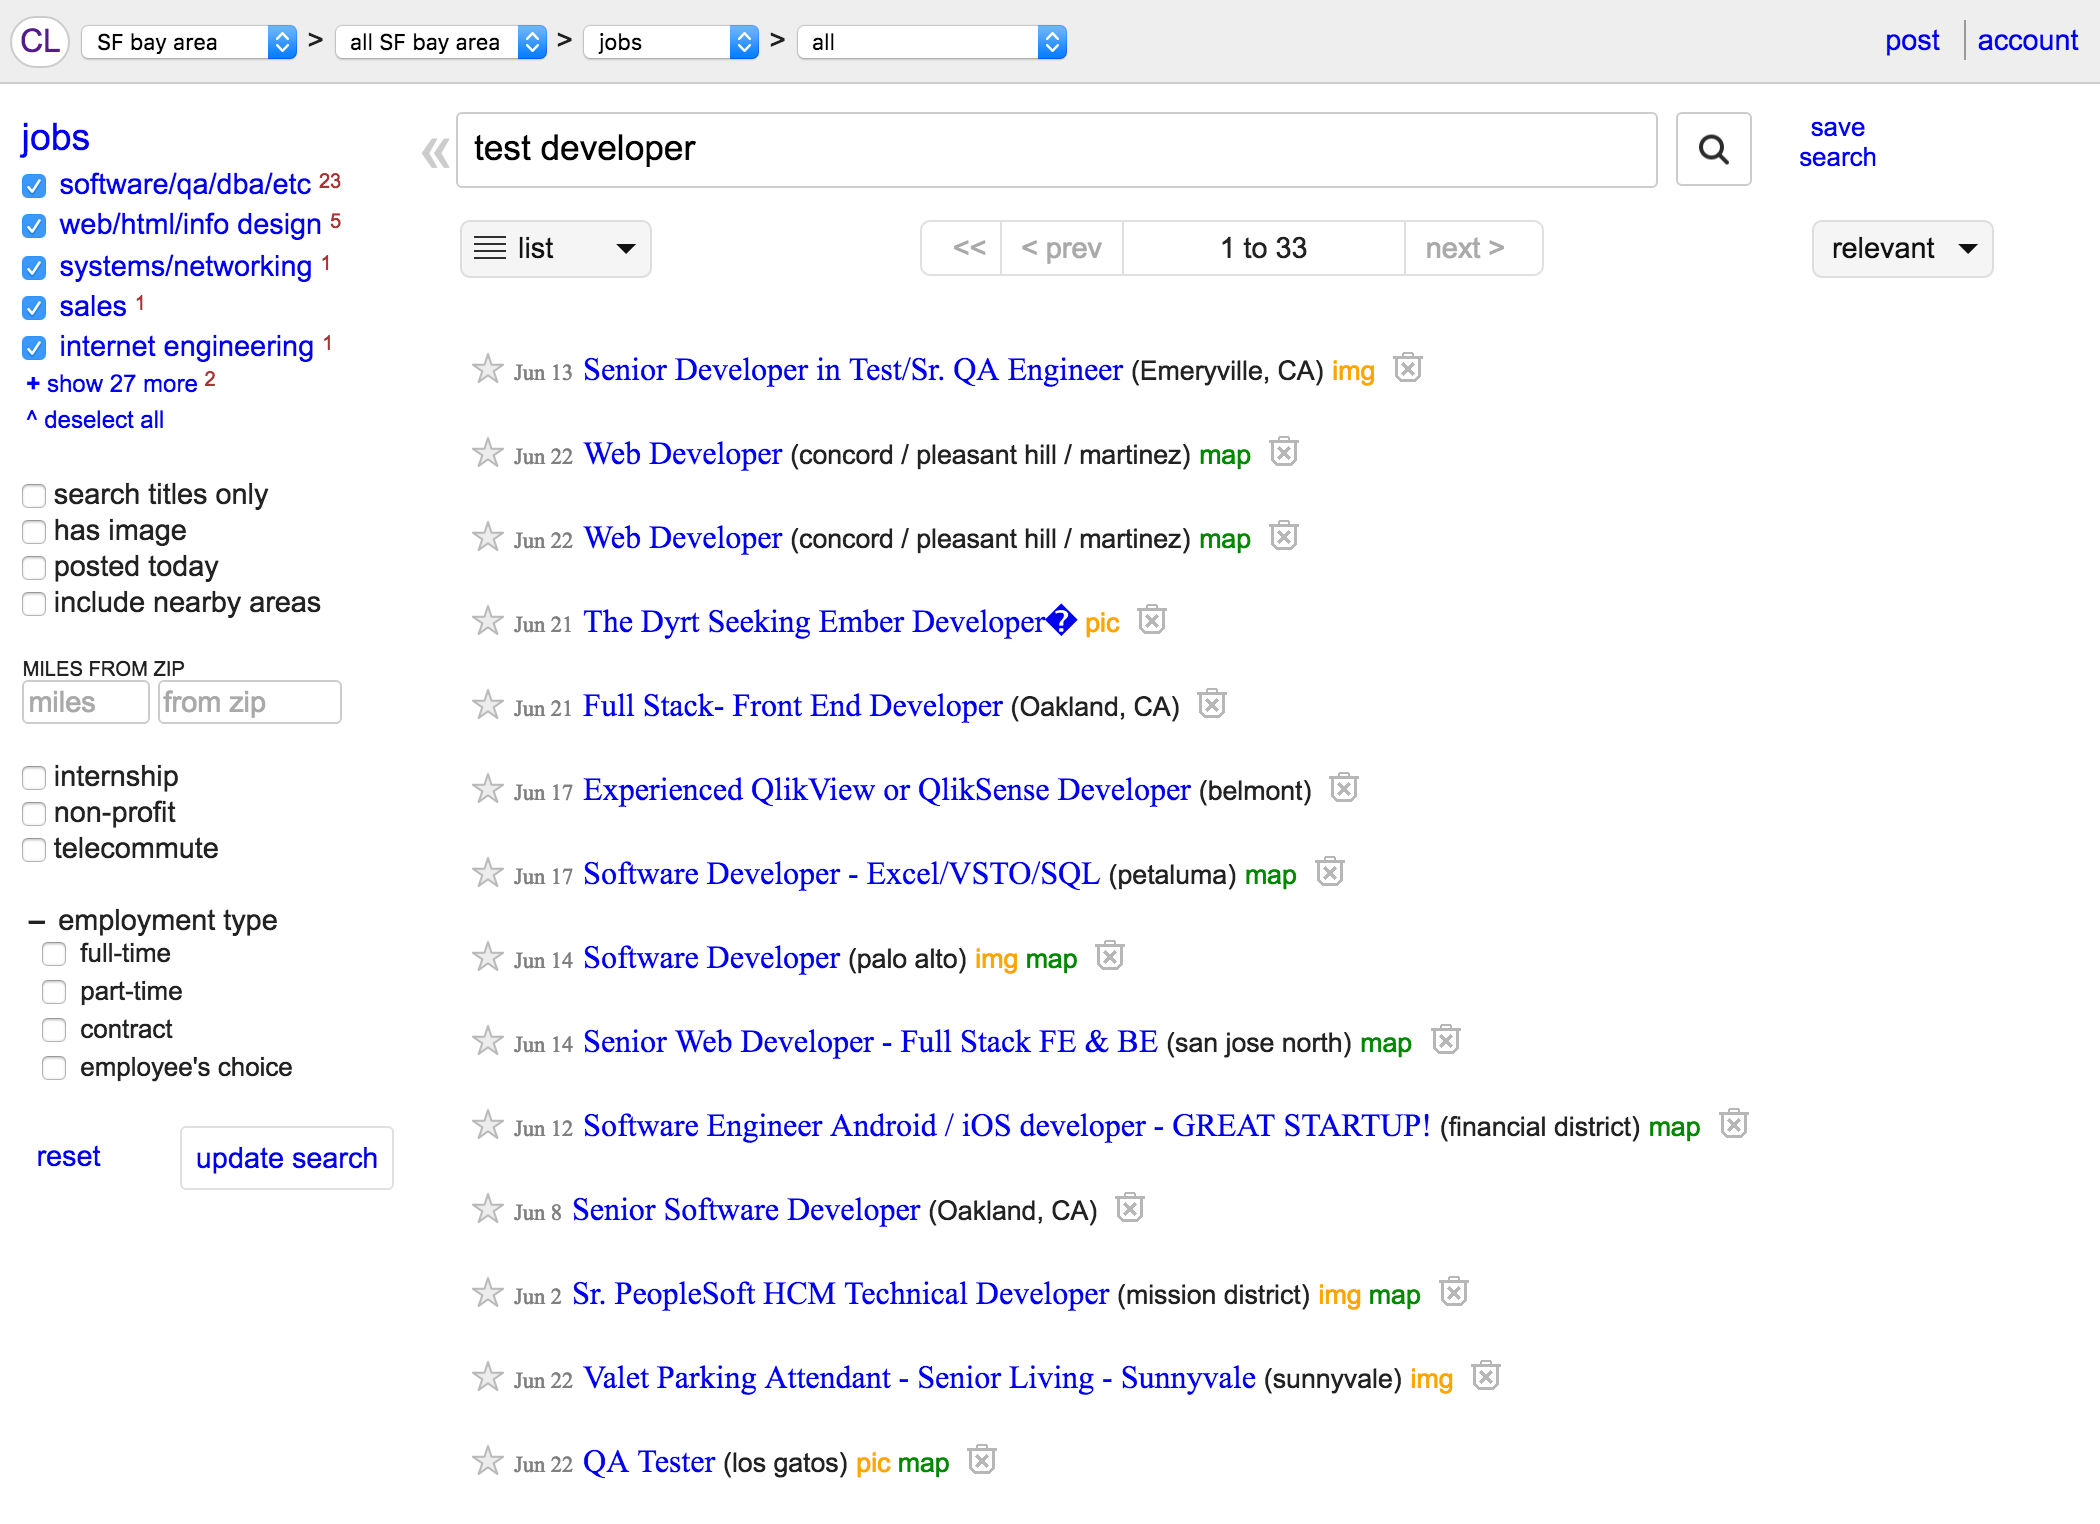 CL SF bay area > all SF bay area > jobs > all post account
jobs
software/qa/dba/etc 23
web/html/info design 5
systems/networking 1
sales 1
internet engineering 1
+ show 27 more 2
^ deselect all
search titles only
has image
posted today
include nearby areas
MILES FROM ZIP
miles from zip
internship
non-profit
telecommute
– employment type
full-time
part-time
contract
employee's choice
reset update search
« test developer
save
search
list << < prev 1 to 33 next > relevant
Jun 13 Senior Developer in Test/Sr. QA Engineer (Emeryville, CA) img
Jun 22 Web Developer (concord / pleasant hill / martinez) map
Jun 22 Web Developer (concord / pleasant hill / martinez) map
Jun 21 The Dyrt Seeking Ember Developer� pic
Jun 21 Full Stack- Front End Developer (Oakland, CA)
Jun 17 Experienced QlikView or QlikSense Developer (belmont)
Jun 17 Software Developer - Excel/VSTO/SQL (petaluma) map
Jun 14 Software Developer (palo alto) img map
Jun 14 Senior Web Developer - Full Stack FE & BE (san jose north) map
Jun 12 Software Engineer Android / iOS developer - GREAT STARTUP! (financial district) map
Jun 8 Senior Software Developer (Oakland, CA)
Jun 2 Sr. PeopleSoft HCM Technical Developer (mission district) img map
Jun 22 Valet Parking Attendant - Senior Living - Sunnyvale (sunnyvale) img
Jun 22 QA Tester (los gatos) pic map